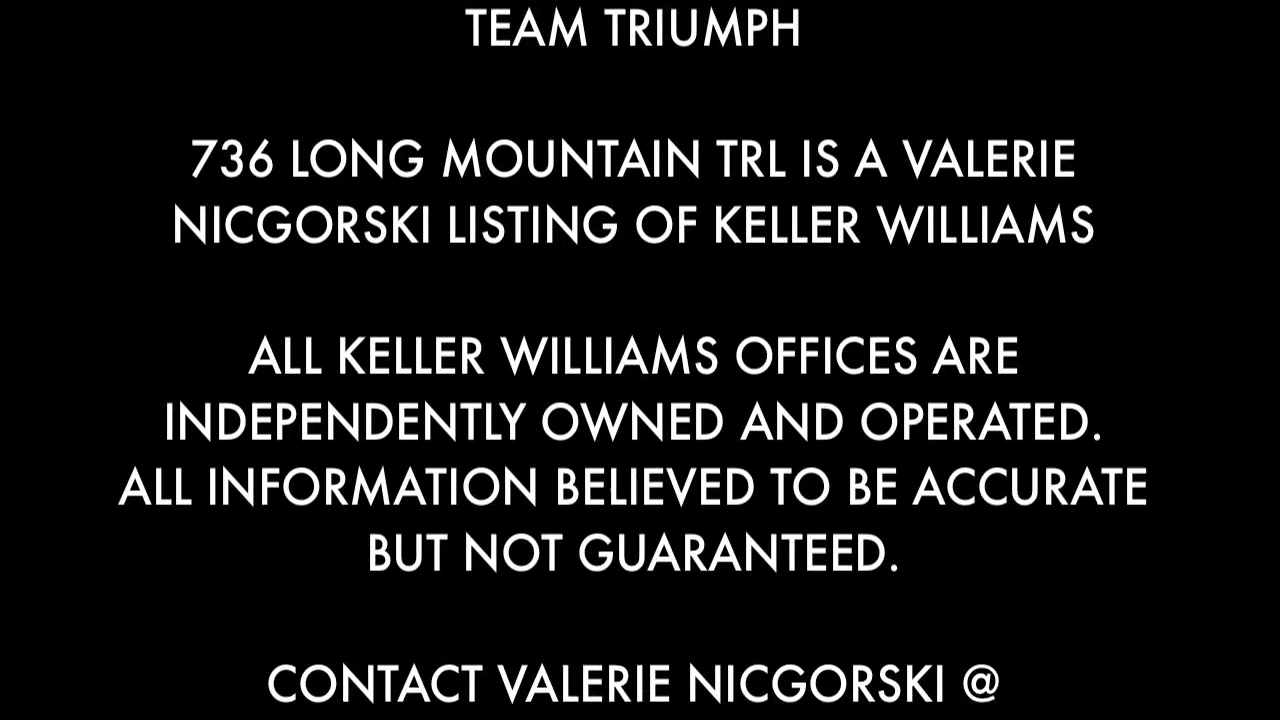 TEAM TRIUMPH
736 LONG MOUNTAIN TRL IS A VALERIE
NICGORSKI LISTING OF KELLER WILLIAMS
ALL KELLER WILLIAMS OFFICES ARE
INDEPENDENTLY OWNED AND OPERATED.
ALL INFORMATION BELIEVED TO BE ACCURATE
BUT NOT GUARANTEED.
CONTACT VALERIE NICGORSKI @